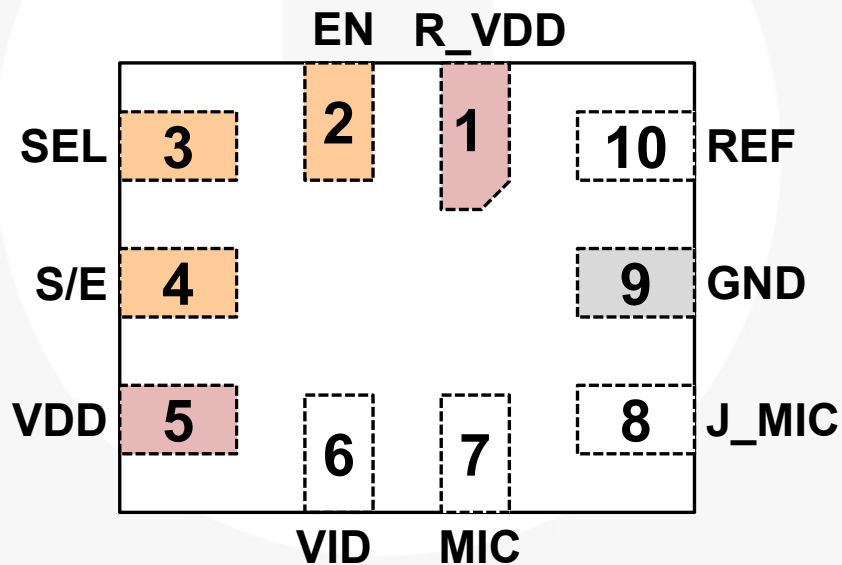 EN R_VDD
2 1
SEL 3 10 REF
S/E 4 9 GND
VDD 5 8 J_MIC
6 7
VID MIC